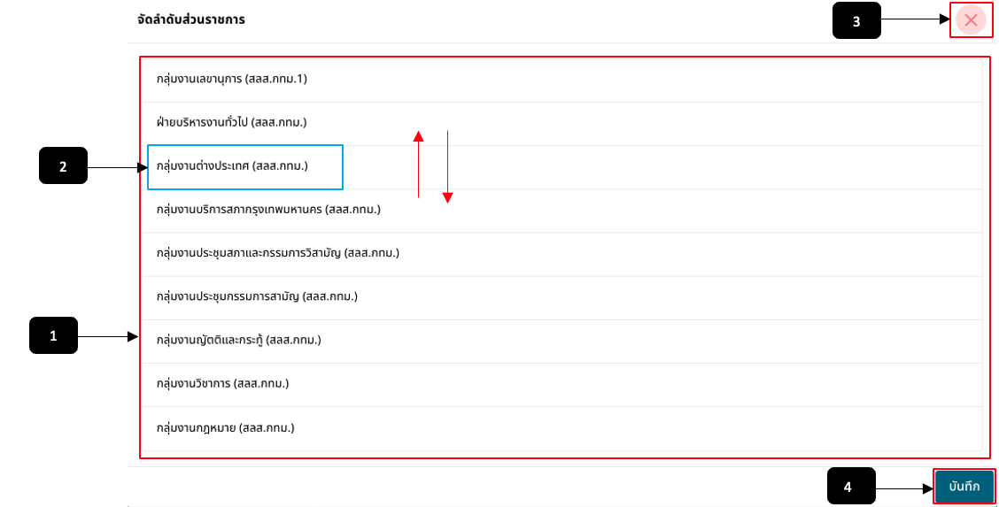 จัดลำดับส่วนราชการ
3
กลุ่มงานเลขานุการ (สลส.กทม.1)
ฝ่ายบริหารงานทั่วไป (สลส.กทม.)
2
กลุ่มงานต่างประเทศ (สลส.กทม.)
กลุ่มงานบริการสภากรุงเทพมหานคร (สลส.กทม.)
กลุ่มงานประชุมสภาและกรรมการวิสามัญ (สลส.กทม.)
กลุ่มงานประชุมกรรมการสามัญ (สลส.กทม.)
1
กลุ่มงานญัตติและกระทู้ (สลส.กทม.)
กลุ่มงานวิชาการ (สลส.กทม.)
กลุ่มงานกฎหมาย (สลส.กทม.)
4
บันทึก